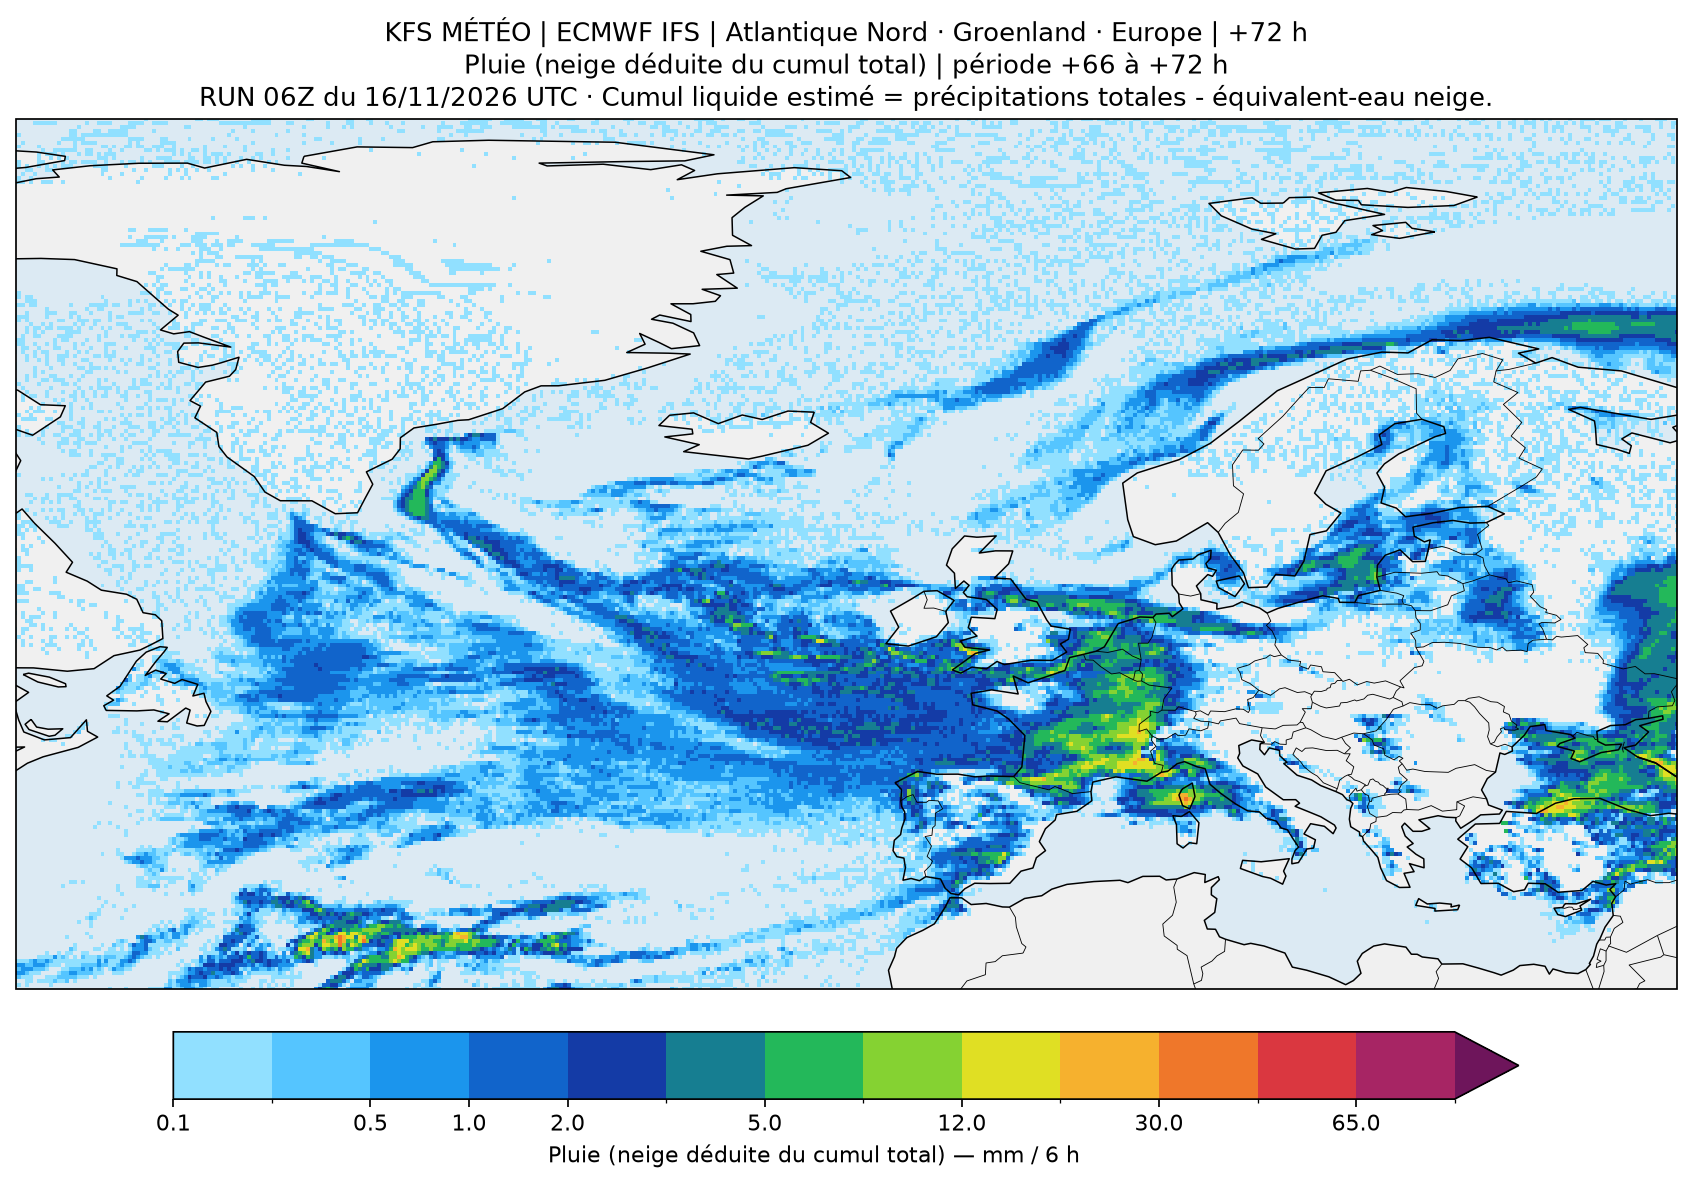 KFS MÉTÉO | ECMWF IFS | Atlantique Nord · Groenland · Europe | +72 h
Pluie (neige déduite du cumul total) | période +66 à +72 h
RUN 06Z du 16/11/2026 UTC · Cumul liquide estimé = précipitations totales - équivalent-eau neige.
0.1 0.5 1.0 2.0 5.0 12.0 30.0 65.0
Pluie (neige déduite du cumul total) — mm / 6 h